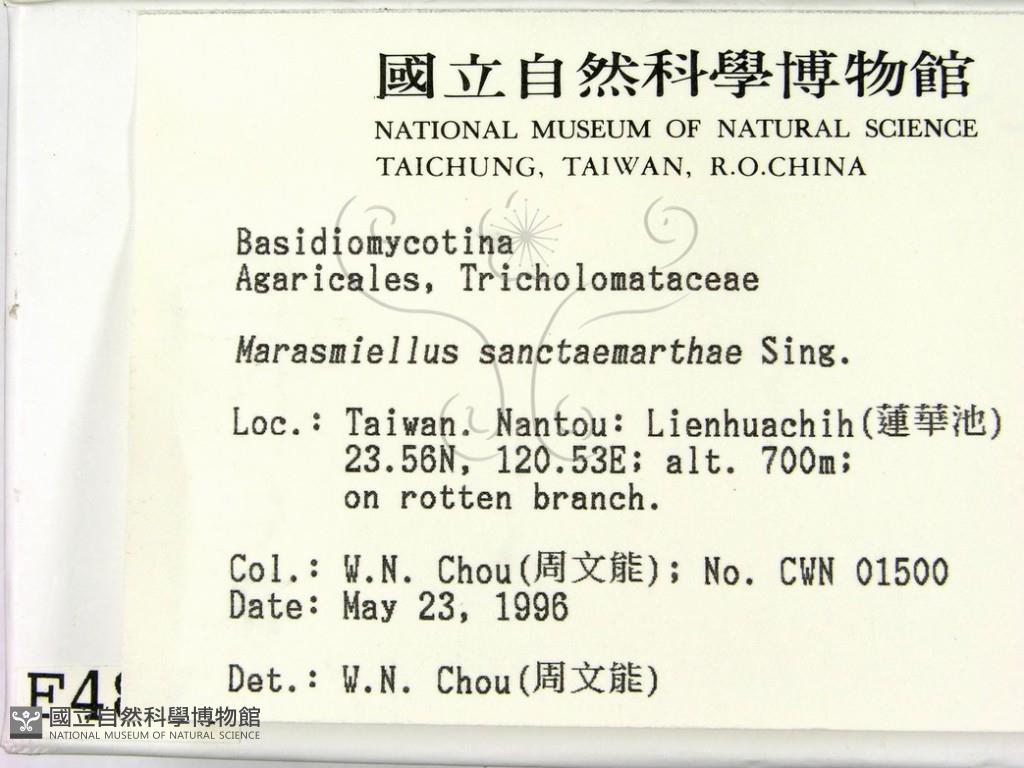 國立自然科學博物館
NATIONAL MUSEUM OF NATURAL SCIENCE
TAICHUNG, TAIWAN, R.O.CHINA
Basidiomycotina
Agaricales, Tricholomataceae
Marasmiellus sanctaemarthae Sing.
Loc.: Taiwan. Nantou: Lienhuachih(蓮華池)
23.56N, 120.53E; alt. 700m;
on rotten branch.
Col.: W.N. Chou(周文能); No. CWN 01500
Date: May 23, 1996
Det.: W.N. Chou(周文能)
國立自然科學博物館
NATIONAL MUSEUM OF NATURAL SCIENCE